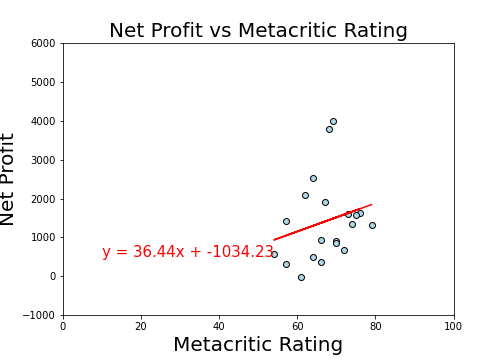 Net Profit vs Metacritic Rating
6000
5000
4000
3000
2000
1000
0
-1000
Net Profit
y = 36.44x + -1034.23
0 20 40 60 80 100
Metacritic Rating